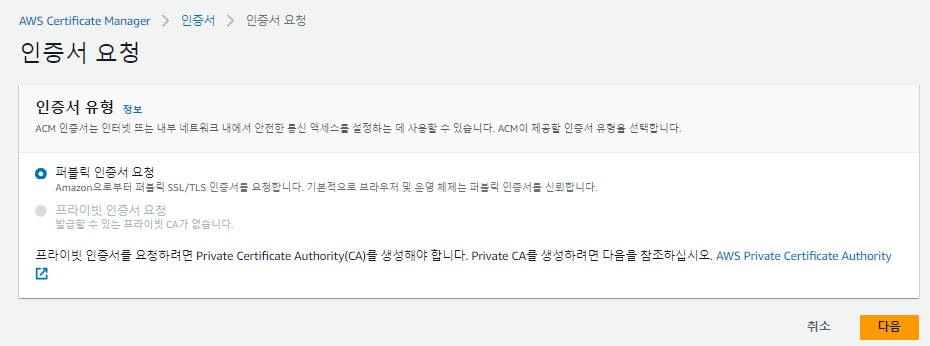 AWS Certificate Manager > 인증서 > 인증서 요청
인증서 요청
인증서 유형 정보
ACM 인증서는 인터넷 또는 내부 네트워크 내에서 안전한 통신 액세스를 설정하는 데 사용할 수 있습니다. ACM이 제공할 인증서 유형을 선택합니다.
퍼블릭 인증서 요청
Amazon으로부터 퍼블릭 SSL/TLS 인증서를 요청합니다. 기본적으로 브라우저 및 운영 체제는 퍼블릭 인증서를 신뢰합니다.
프라이빗 인증서 요청
발급할 수 있는 프라이빗 CA가 없습니다.
프라이빗 인증서를 요청하려면 Private Certificate Authority(CA)를 생성해야 합니다. Private CA를 생성하려면 다음을 참조하십시오. AWS Private Certificate Authority
취소 다음